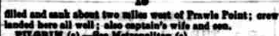 filled and sank about two miles west of Prawle Point; crew
landed here all well; also captain's wife and son.